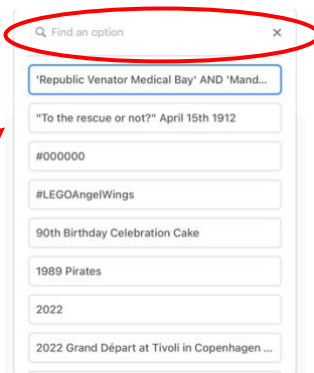 Find an option
'Republic Venator Medical Bay' AND 'Mand...
"To the rescue or not?" April 15th 1912
#000000
#LEGOAngelWings
90th Birthday Celebration Cake
1989 Pirates
2022
2022 Grand Départ at Tivoli in Copenhagen ...